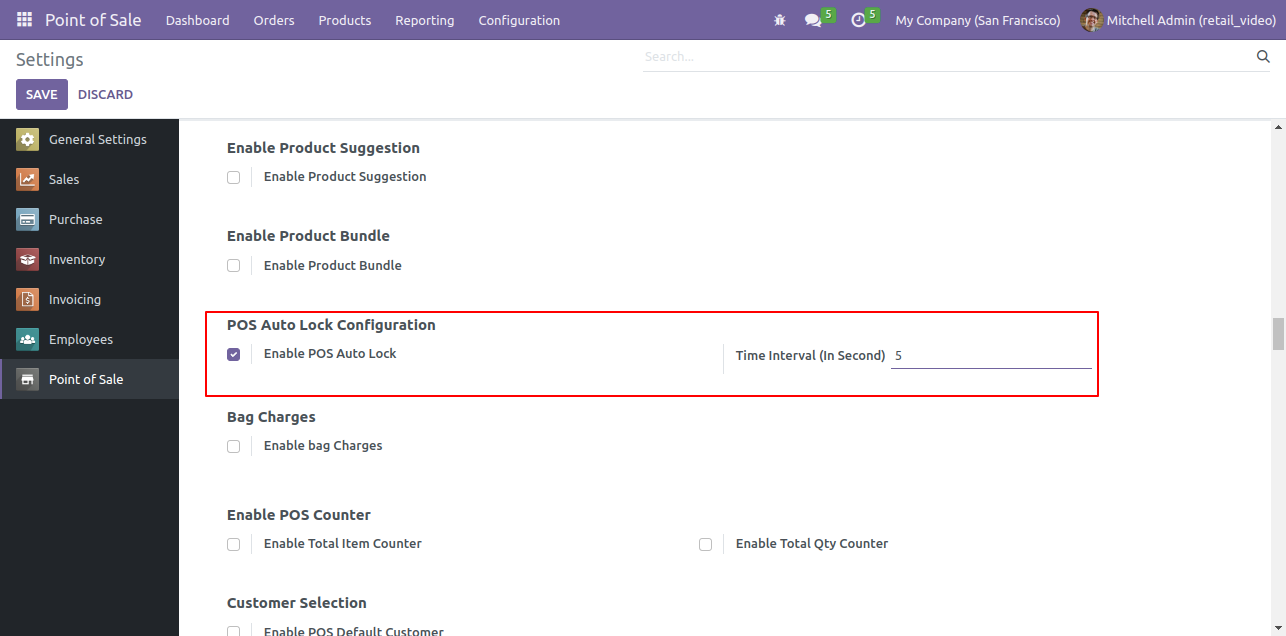 Point of Sale Dashboard Orders Products Reporting Configuration 5 5 My Company (San Francisco) Mitchell Admin (retail_video)
Settings
Search...
SAVE DISCARD
General Settings
Sales
Purchase
Inventory
Invoicing
Employees
Point of Sale
Enable Product Suggestion
Enable Product Suggestion
Enable Product Bundle
Enable Product Bundle
POS Auto Lock Configuration
Enable POS Auto Lock
Time Interval (In Second) 5
Bag Charges
Enable bag Charges
Enable POS Counter
Enable Total Item Counter
Enable Total Qty Counter
Customer Selection
Enable POS Default Customer